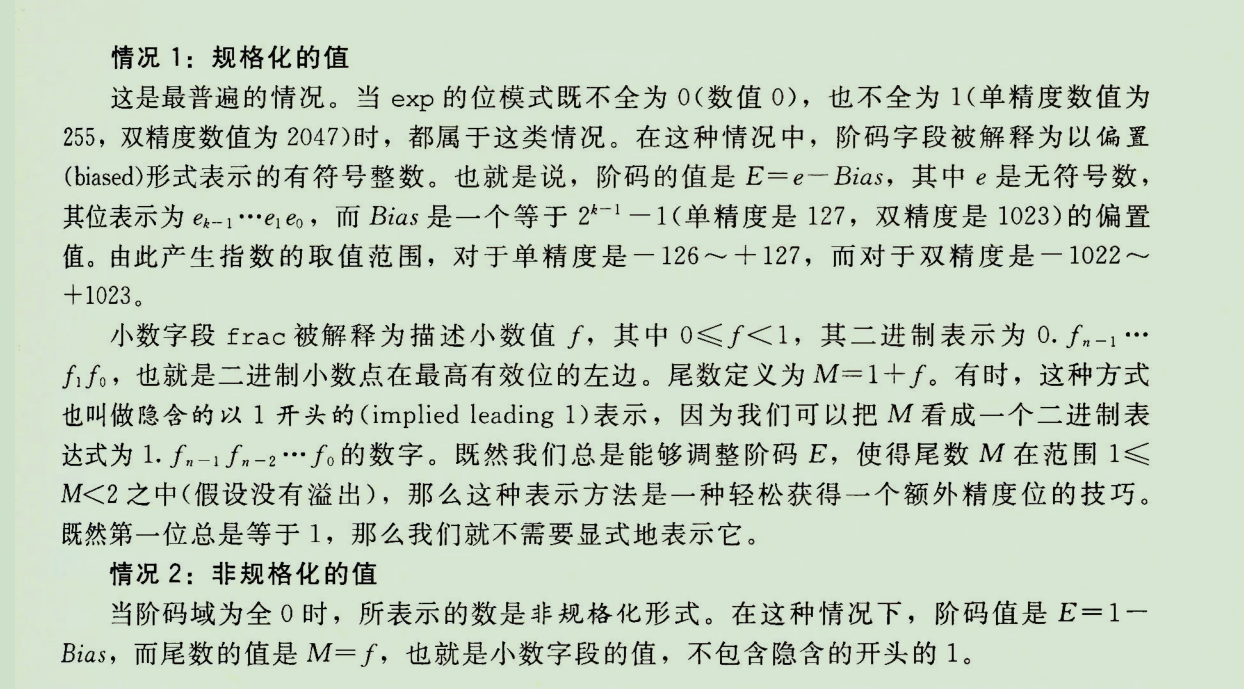 情况 1：规格化的值
这是最普遍的情况。当 exp 的位模式既不全为 0(数值 0)，也不全为 1(单精度数值为
255，双精度数值为 2047)时，都属于这类情况。在这种情况中，阶码字段被解释为以偏置
(biased)形式表示的有符号整数。也就是说，阶码的值是 E=e－Bias，其中 e 是无符号数，
其位表示为 eₖ₋₁⋯e₁e₀，而 Bias 是一个等于 2ᵏ⁻¹－1(单精度是 127，双精度是 1023)的偏置
值。由此产生指数的取值范围，对于单精度是－126～＋127，而对于双精度是－1022～
＋1023。
小数字段 frac 被解释为描述小数值 f，其中 0≤f＜1，其二进制表示为 0. fₙ₋₁⋯
f₁f₀，也就是二进制小数点在最高有效位的左边。尾数定义为 M=1＋f。有时，这种方式
也叫做隐含的以 1 开头的(implied leading 1)表示，因为我们可以把 M 看成一个二进制表
达式为 1. fₙ₋₁fₙ₋₂⋯f₀的数字。既然我们总是能够调整阶码 E，使得尾数 M 在范围 1≤
M＜2 之中(假设没有溢出)，那么这种表示方法是一种轻松获得一个额外精度位的技巧。
既然第一位总是等于 1，那么我们就不需要显式地表示它。
情况 2：非规格化的值
当阶码域为全 0 时，所表示的数是非规格化形式。在这种情况下，阶码值是 E=1－
Bias，而尾数的值是 M=f，也就是小数字段的值，不包含隐含的开头的 1。